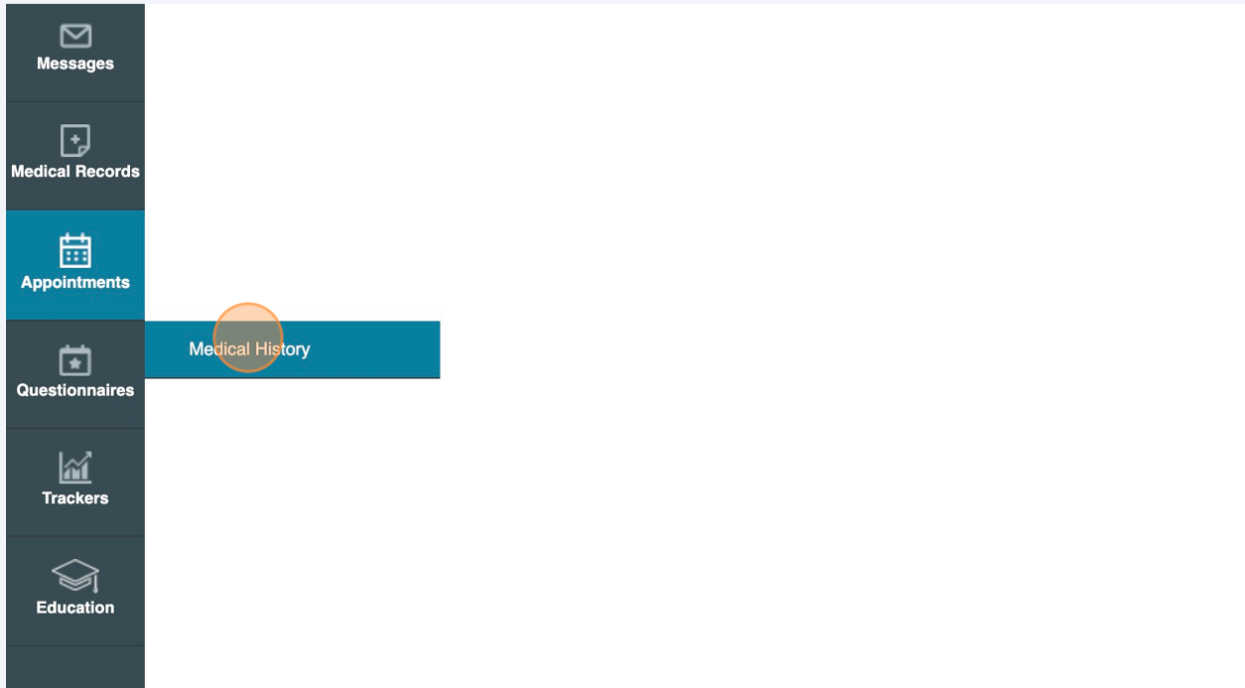 Messages
Medical Records
Appointments
Medical History
Questionnaires
Trackers
Education